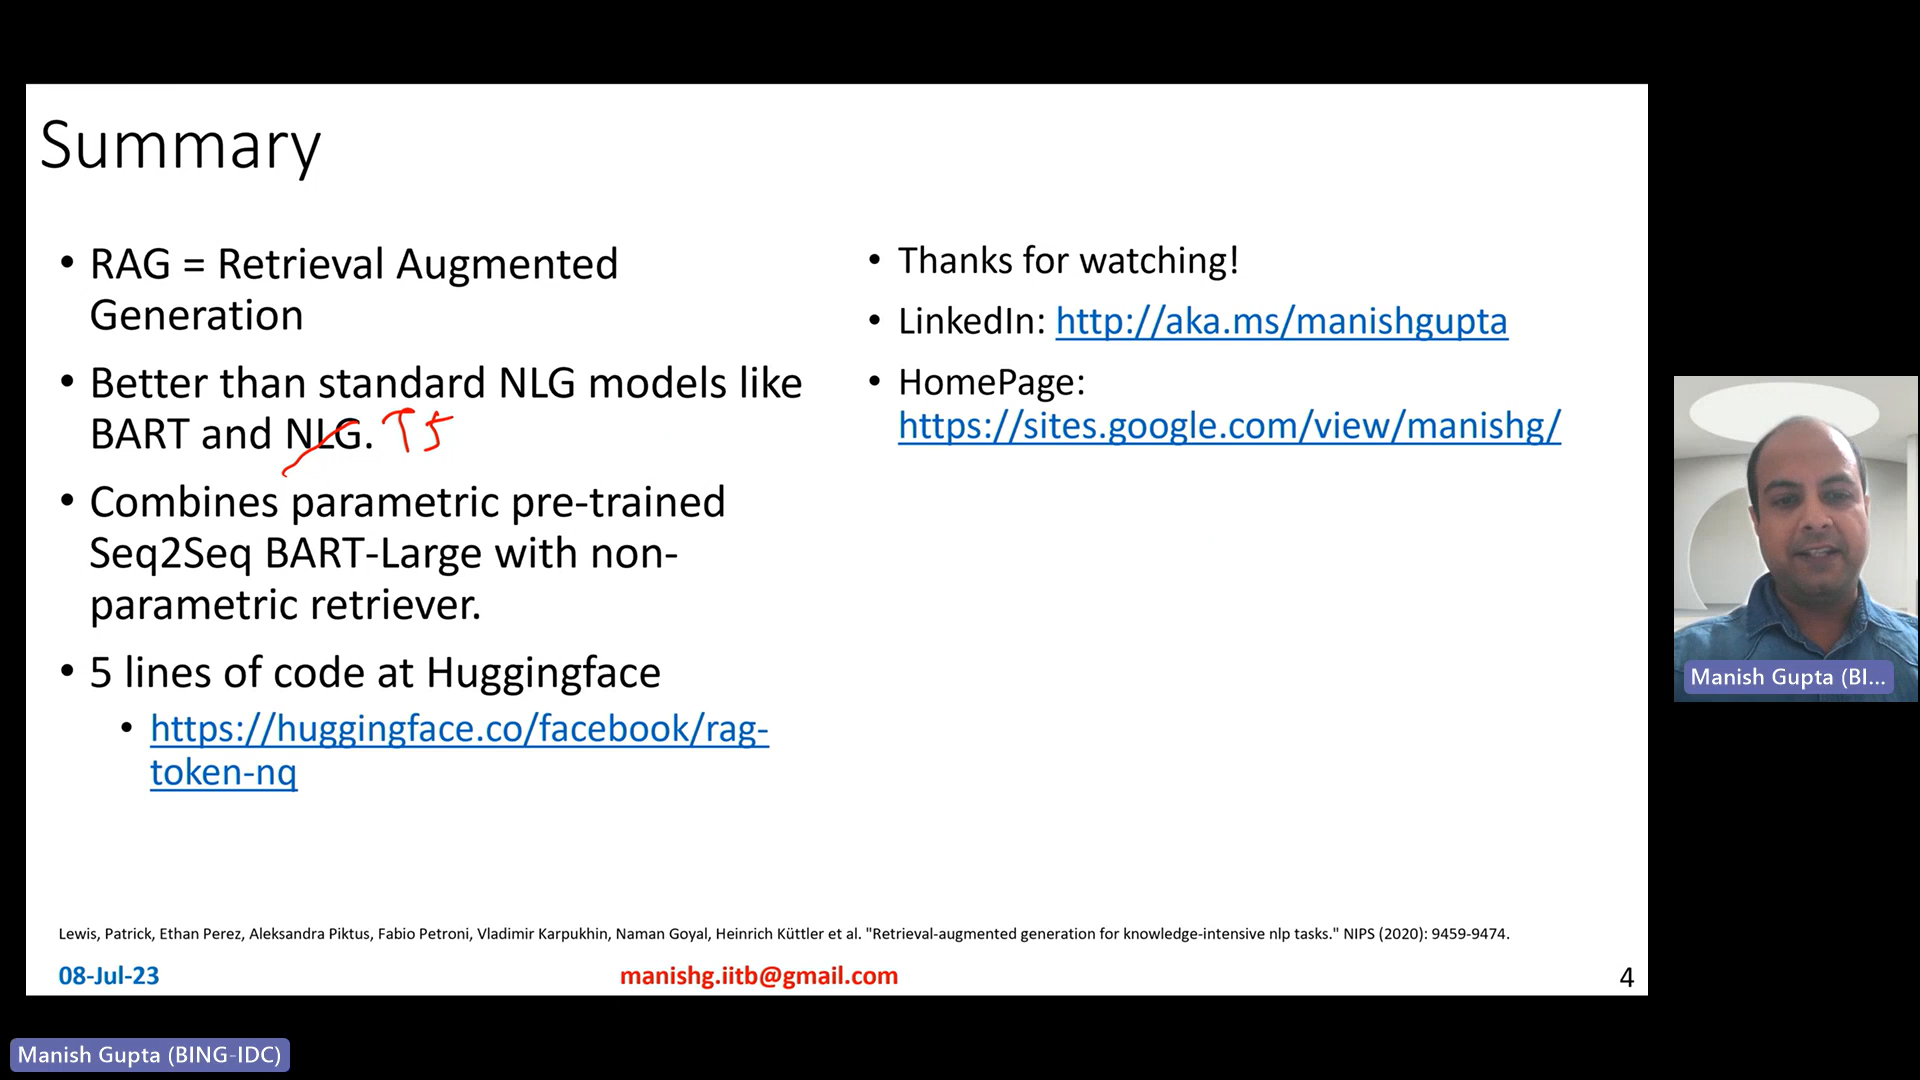 Summary
• RAG = Retrieval Augmented
Generation
• Better than standard NLG models like
BART and NLG. T5
• Combines parametric pre-trained
Seq2Seq BART-Large with non-
parametric retriever.
• 5 lines of code at Huggingface
• https://huggingface.co/facebook/rag-
token-nq
• Thanks for watching!
• LinkedIn: http://aka.ms/manishgupta
• HomePage:
https://sites.google.com/view/manishg/
Lewis, Patrick, Ethan Perez, Aleksandra Piktus, Fabio Petroni, Vladimir Karpukhin, Naman Goyal, Heinrich Küttler et al. "Retrieval-augmented generation for knowledge-intensive nlp tasks." NIPS (2020): 9459-9474.
08-Jul-23
manishg.iitb@gmail.com
4
Manish Gupta (BI...
Manish Gupta (BING-IDC)